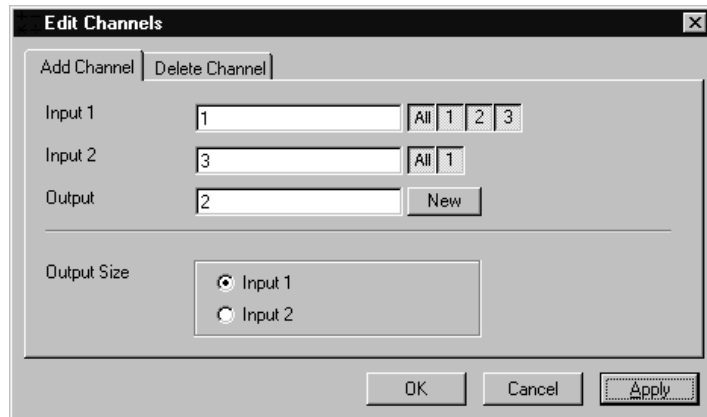 Edit Channels
Add Channel Delete Channel
Input 1 1 All 1 2 3
Input 2 3 All 1
Output 2 New
Output Size
Input 1
Input 2
OK Cancel Apply